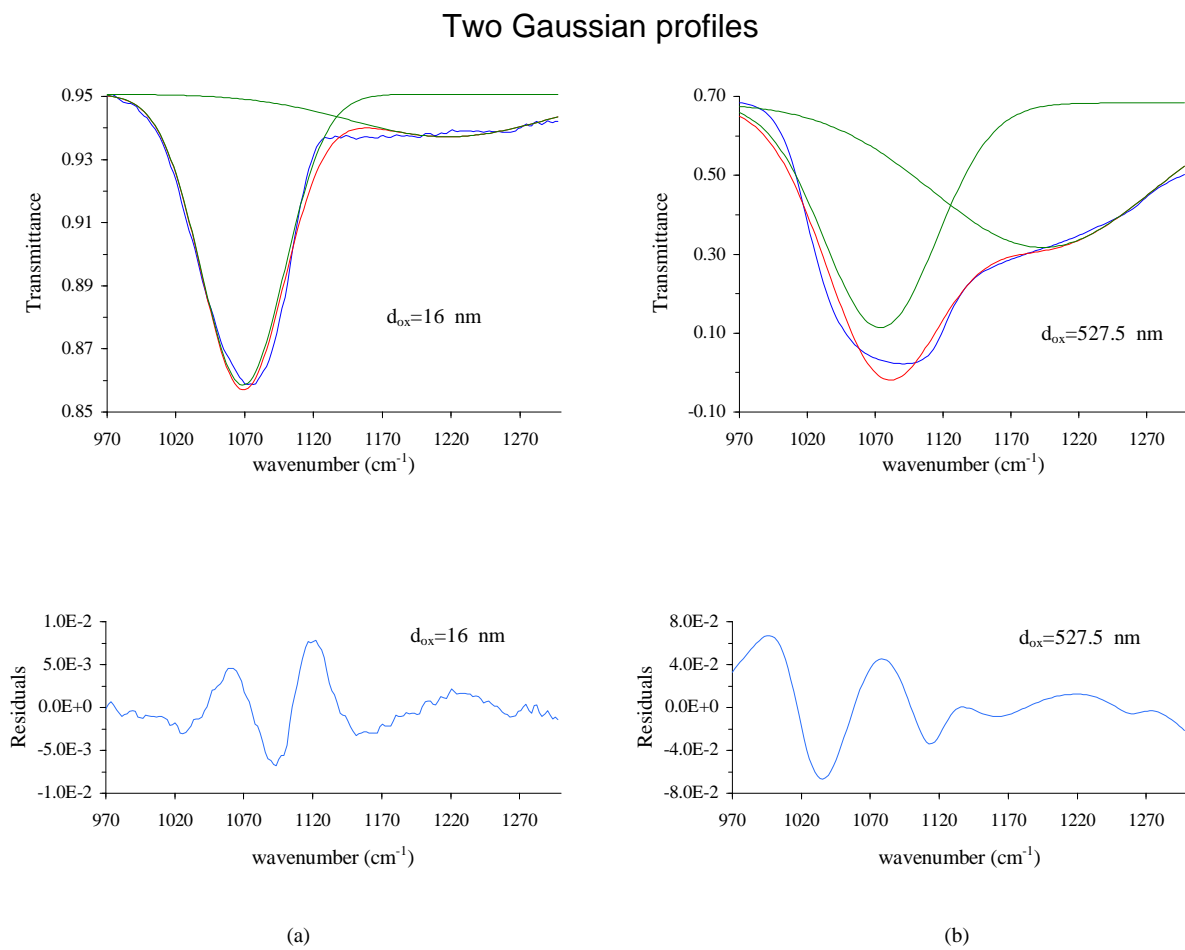 Two Gaussian profiles
0.95
0.93
0.91
0.89
0.87
0.85
Transmittance
dₒₓ=16 nm
970 1020 1070 1120 1170 1220 1270
wavenumber (cm⁻¹)
0.70
0.50
0.30
0.10
-0.10
Transmittance
dₒₓ=527.5 nm
970 1020 1070 1120 1170 1220 1270
wavenumber (cm⁻¹)
1.0E-2
5.0E-3
0.0E+0
-5.0E-3
-1.0E-2
Residuals
dₒₓ=16 nm
970 1020 1070 1120 1170 1220 1270
wavenumber (cm⁻¹)
(a)
8.0E-2
4.0E-2
0.0E+0
-4.0E-2
-8.0E-2
Residuals
dₒₓ=527.5 nm
970 1020 1070 1120 1170 1220 1270
wavenumber (cm⁻¹)
(b)